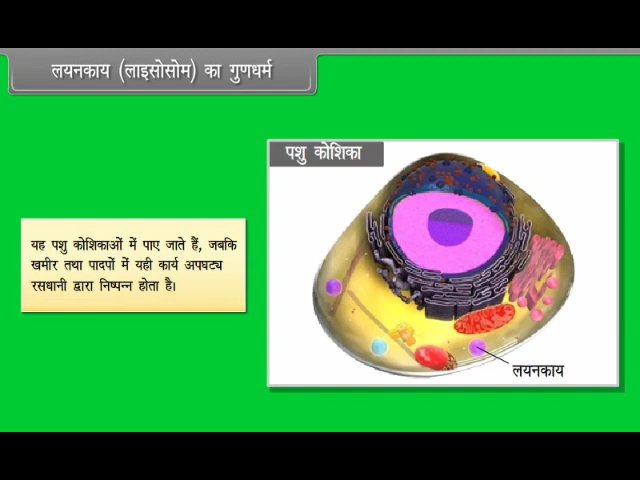 लयनकाय (लाइसोसोम) का गुणधर्म
पशु कोशिका
यह पशु कोशिकाओं में पाए जाते हैं, जबकि
खमीर तथा पादपों में यही कार्य अपघट्य
रसधानी द्वारा निष्पन्न होता है।
लयनकाय